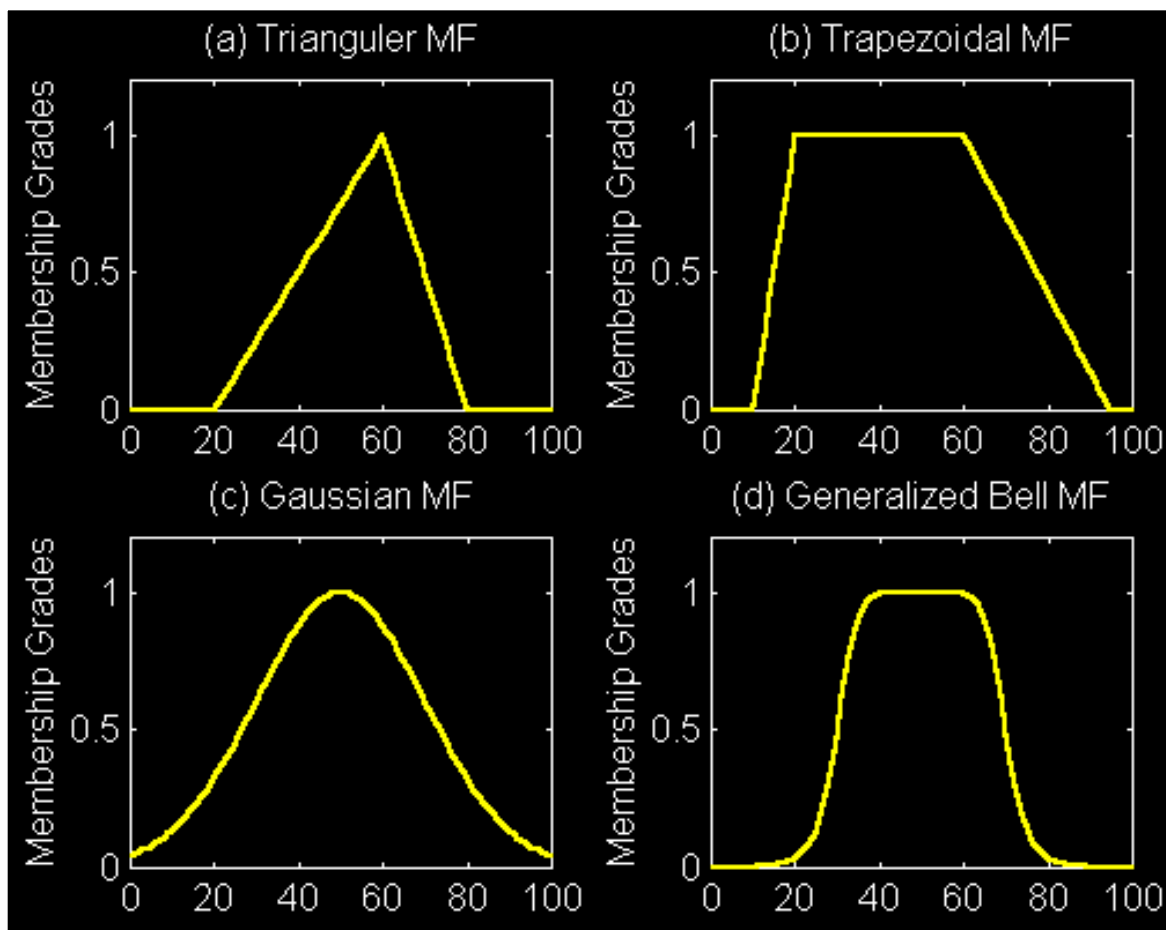 (a) Trianguler MF
Membership Grades
1
0.5
0
0 20 40 60 80 100
(b) Trapezoidal MF
Membership Grades
1
0.5
0
0 20 40 60 80 100
(c) Gaussian MF
Membership Grades
1
0.5
0
0 20 40 60 80 100
(d) Generalized Bell MF
Membership Grades
1
0.5
0
0 20 40 60 80 100